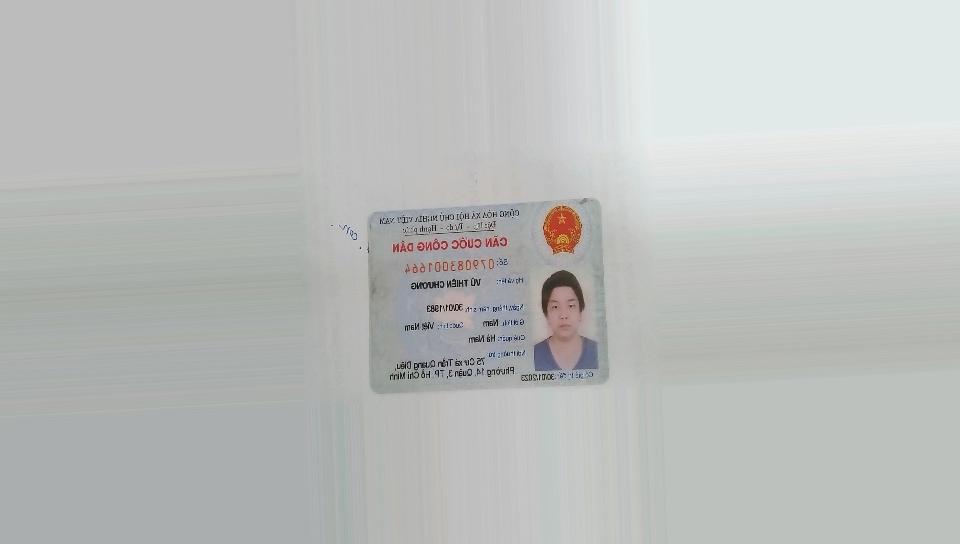 CỘNG HÒA XÃ HỘI CHỦ NGHĨA VIỆT NAM
Độc lập - Tự do - Hạnh phúc
CĂN CƯỚC CÔNG DÂN
Số: 079083001664
Họ và tên: VŨ THIÊN CHƯƠNG
Ngày, tháng, năm sinh: 30/01/1983
Giới tính: Nam Quốc tịch: Việt Nam
Quê quán: Hà Nam
Nơi thường trú: 75 Cư xá Trần Quang Diệu,
Phường 14, Quận 3, TP. Hồ Chí Minh
Có giá trị đến: 30/01/2023